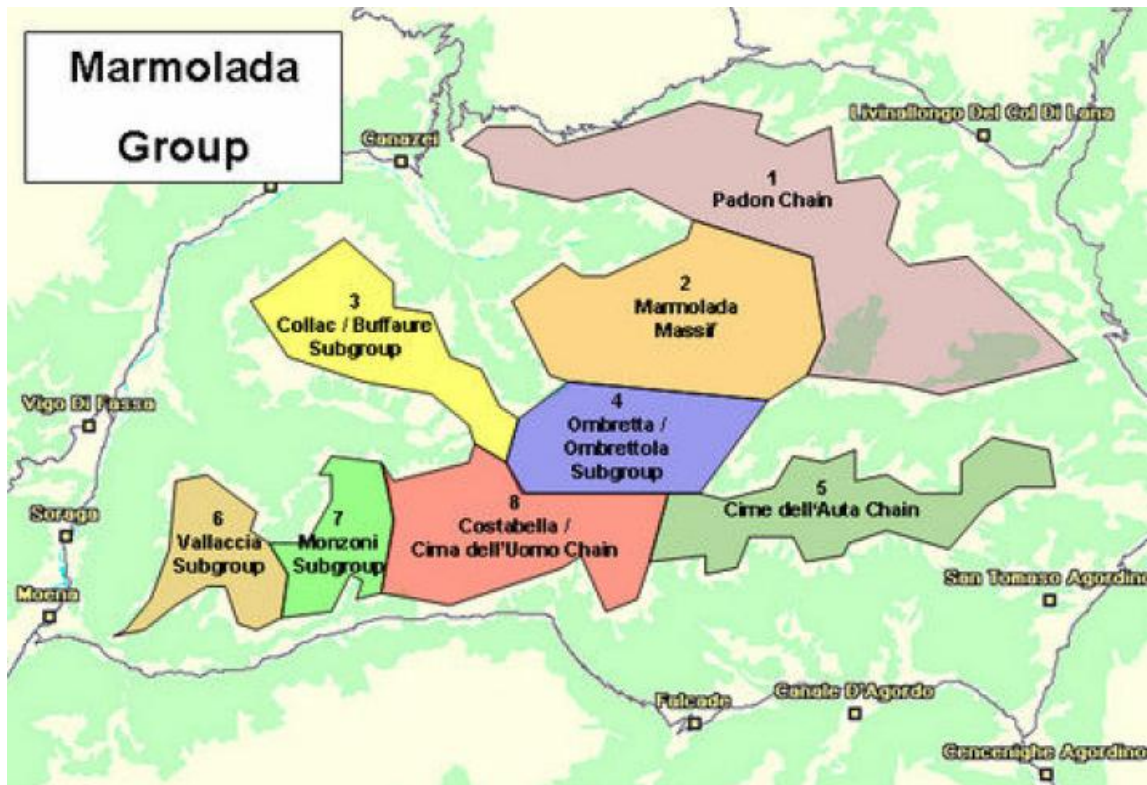 Marmolada
Group
Canazei
Livinallongo Del Col Di Lana
1
Padon Chain
2
Marmolada
Massif
3
Collac / Buffaure
Subgroup
Vigo Di Fassa
4
Ombretta /
Ombrettola
Subgroup
5
Cime dell'Auta Chain
6
Vallaccia
Subgroup
7
Monzoni
Subgroup
8
Costabella /
Cima dell'Uomo Chain
Soraga
Moena
San Tomaso Agordino
Falcade
Canale D'Agordo
Cencenighe Agordino